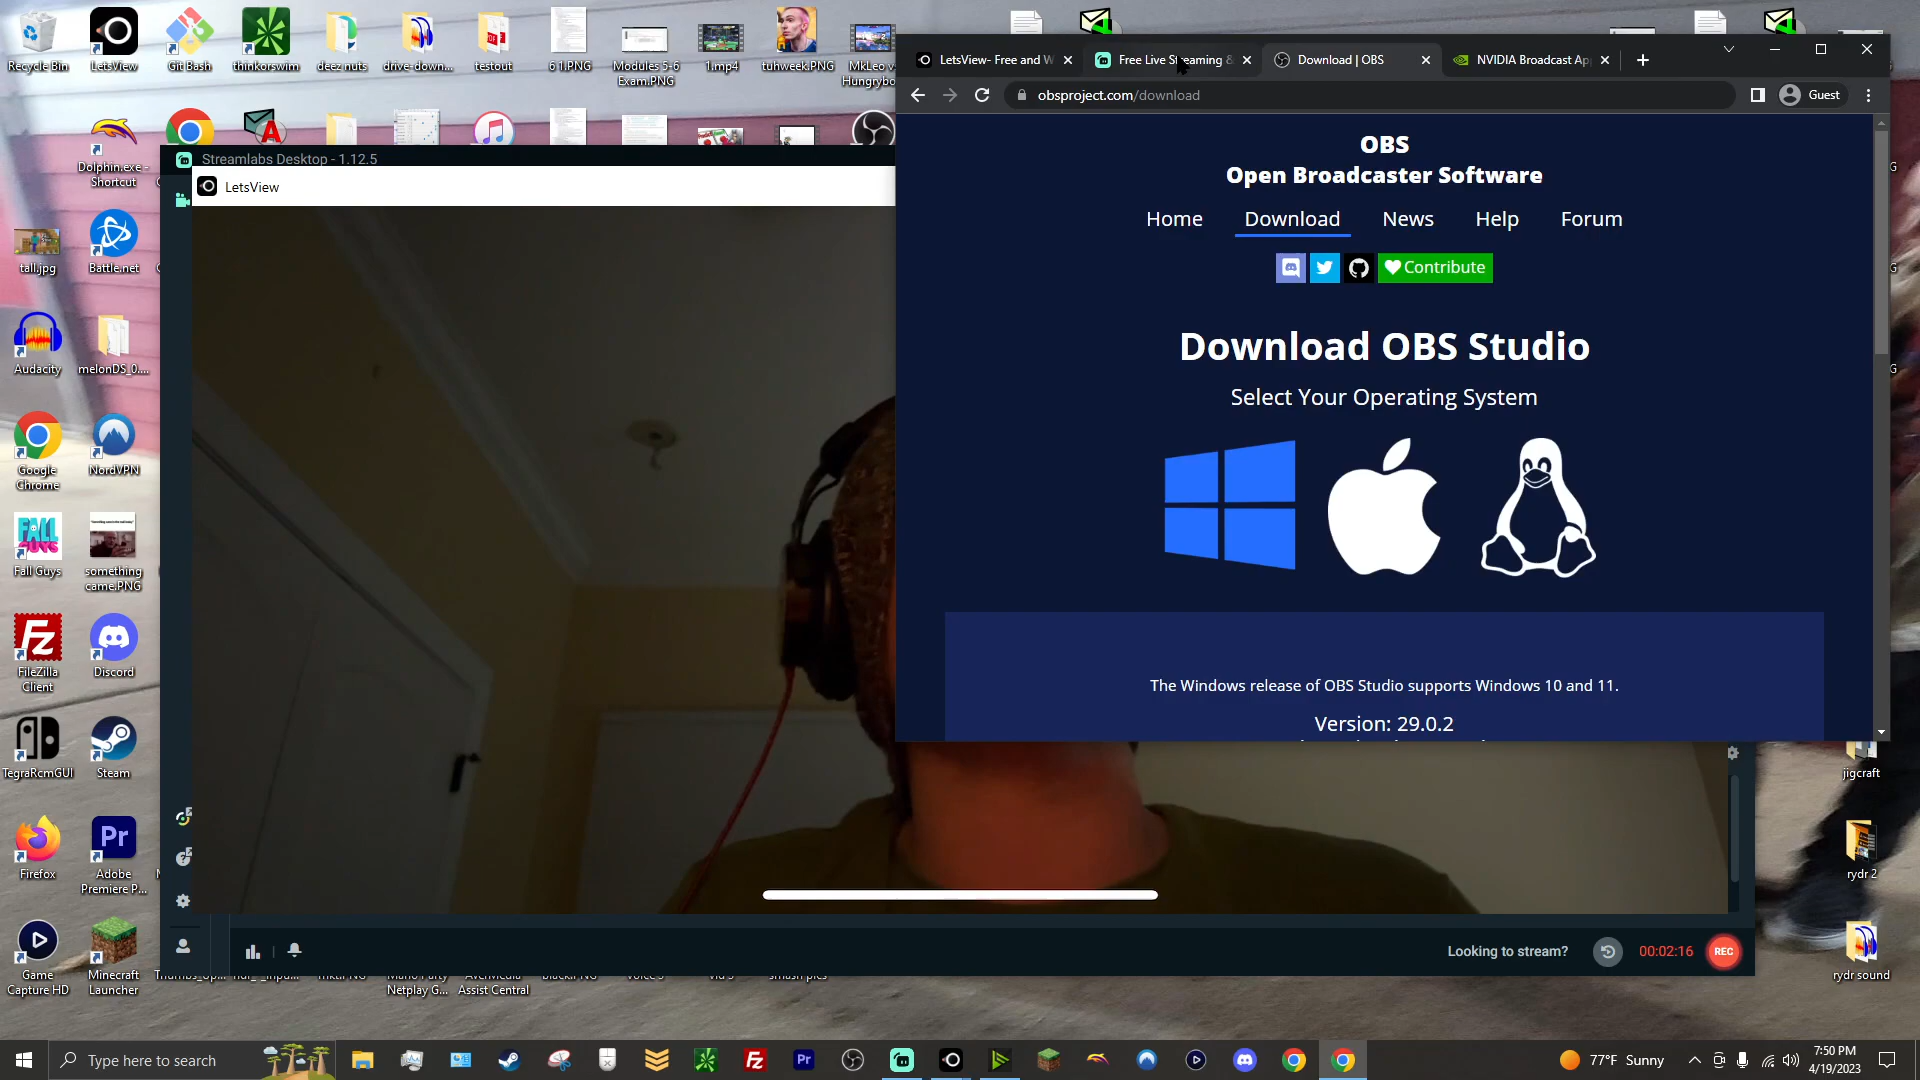 Recycle Bin
LetsView
Git Bash
thinkorswim
deez nuts
drive-down...
testout
6 1.PNG
Modules 5-6
Exam.PNG
1.mp4
tuhweek.PNG
MkLeo v
Hungrybo
Dolphin.exe -
Shortcut
tall.jpg
Battle.net
Audacity
melonDS_0....
Google
Chrome
NordVPN
Fall Guys
something
came.PNG
FileZilla
Client
Discord
TegraRcmGUI
Steam
Firefox
Adobe
Premiere P...
Game
Capture HD
Minecraft
Launcher
Streamlabs Desktop - 1.12.5
LetsView
LetsView- Free and W
Free Live Streaming &
Download | OBS
NVIDIA Broadcast Ap
obsproject.com/download
Guest
OBS
Open Broadcaster Software
Home
Download
News
Help
Forum
Contribute
Download OBS Studio
Select Your Operating System
The Windows release of OBS Studio supports Windows 10 and 11.
Version: 29.0.2
jigcraft
rydr 2
rydr sound
Looking to stream?
00:02:16
REC
Netplay G...
AverMedia
Assist Central
Type here to search
77°F Sunny
7:50 PM
4/19/2023